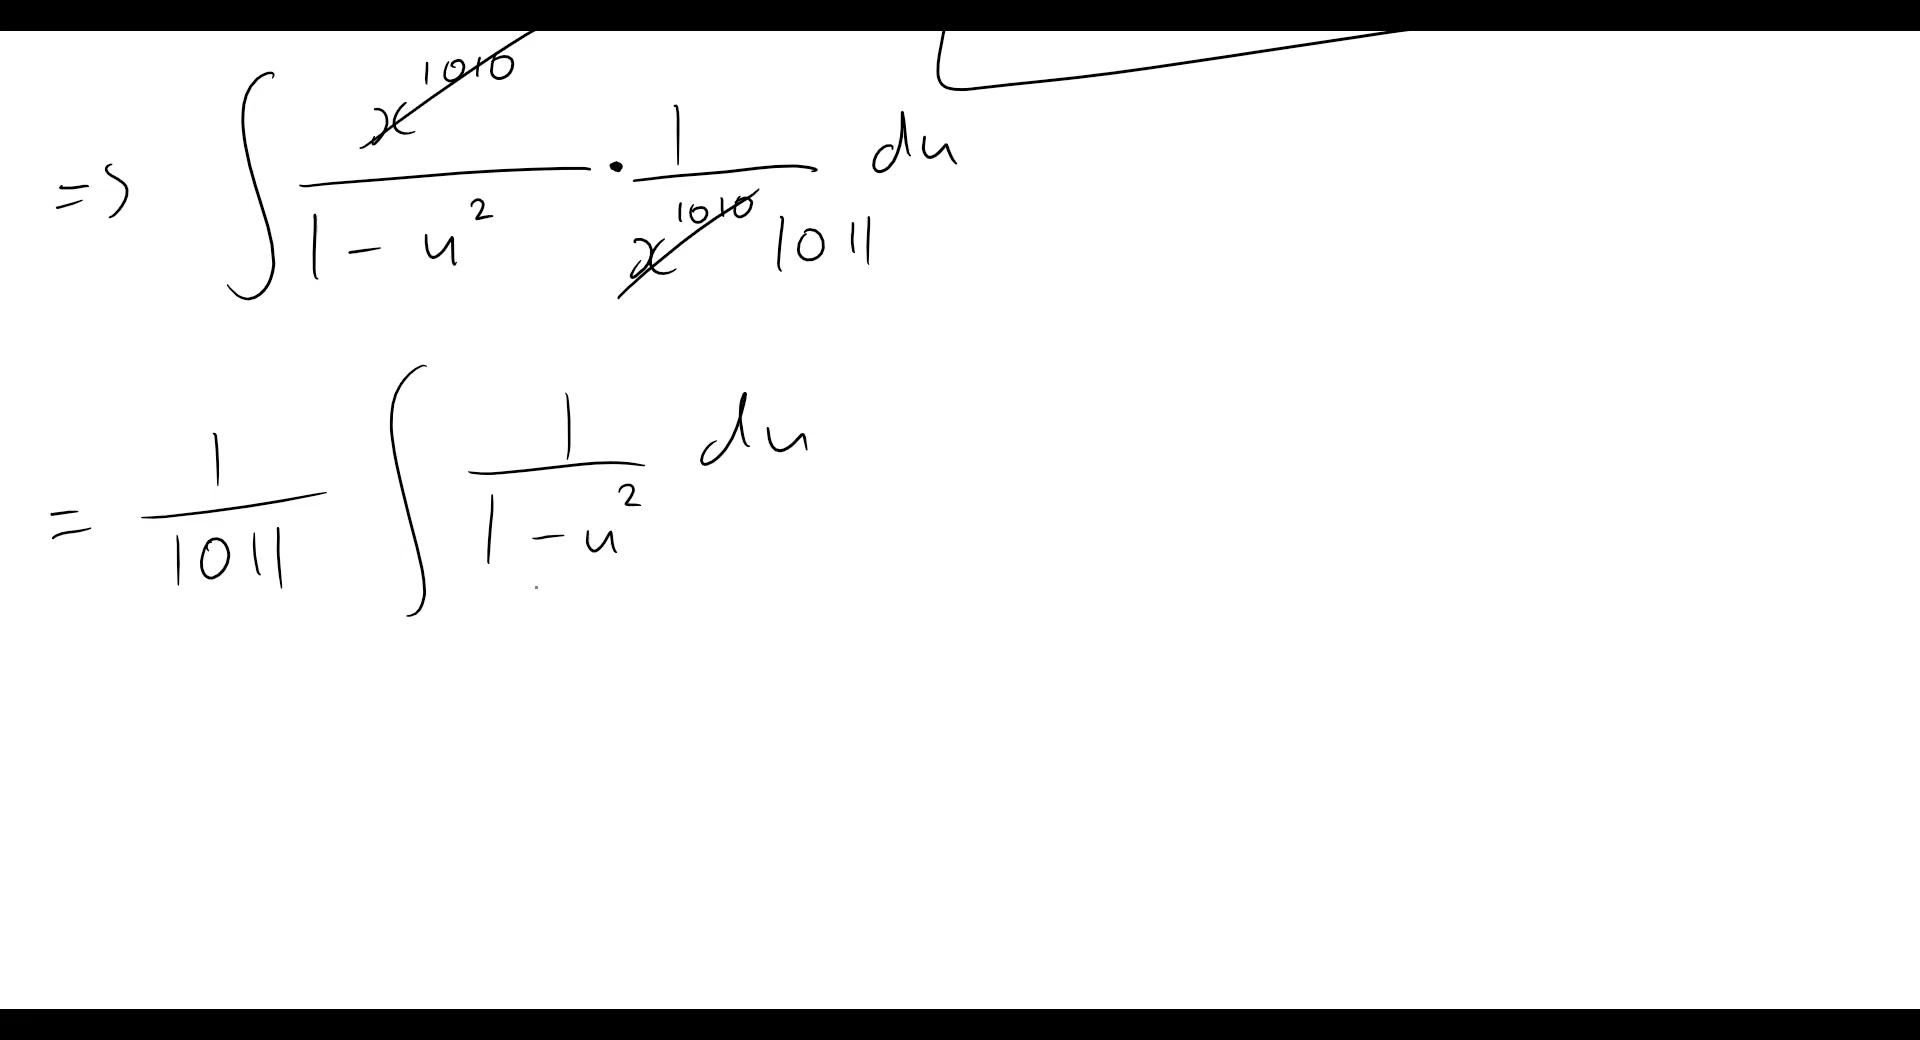 => ∫ x^1010 / (1 - u^2) · 1 / (x^1010 1011) du
= 1/1011 ∫ 1 / (1 - u^2) du